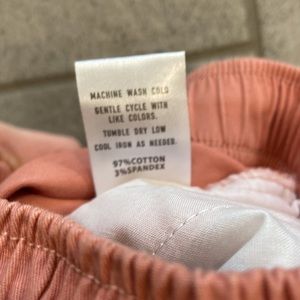 MACHINE WASH COLD
GENTLE CYCLE WITH
LIKE COLORS.
TUMBLE DRY LOW
COOL IRON AS NEEDED.
97%COTTON
3%SPANDEX